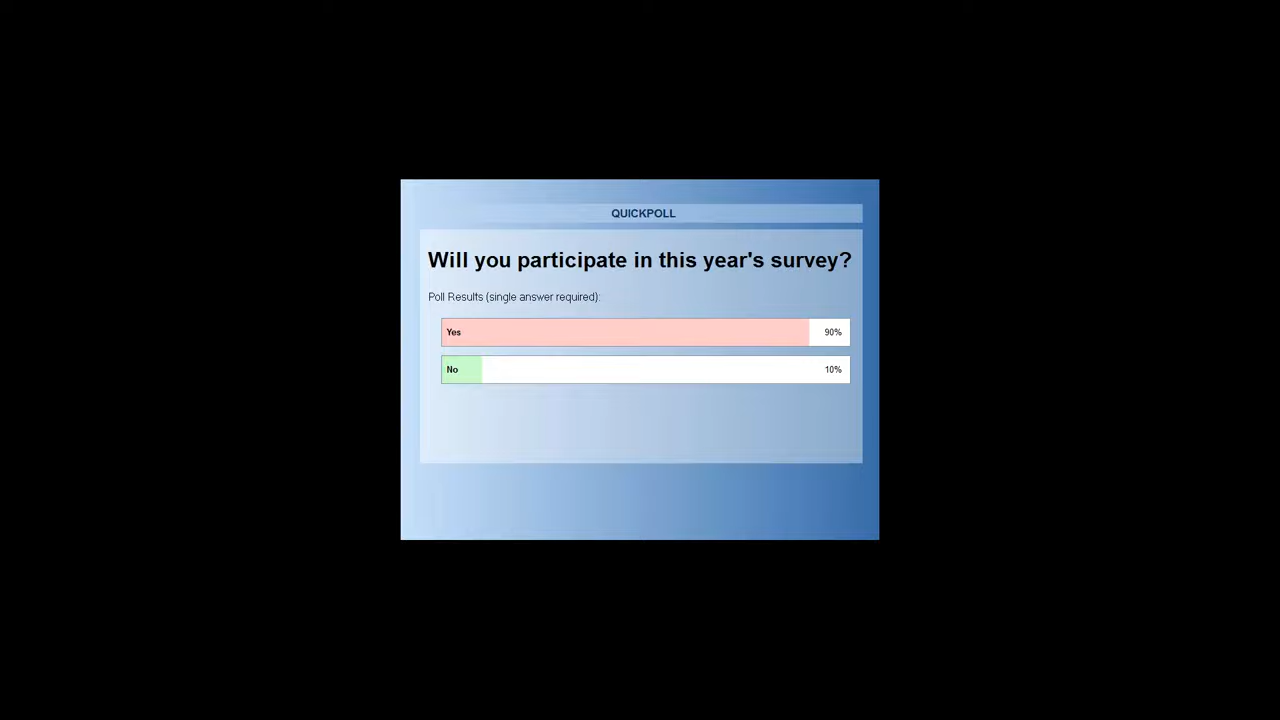 QUICKPOLL
Will you participate in this year's survey?
Poll Results (single answer required):
Yes 90%
No 10%